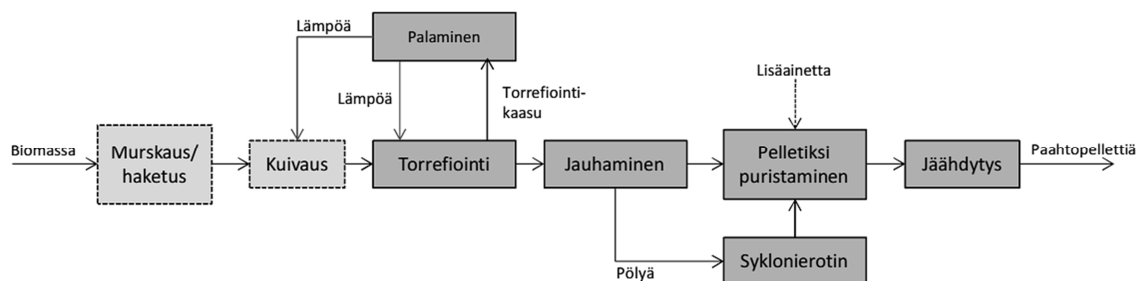 Lämpöä
Palaminen
Lämpöä
Torrefiointi-
kaasu
Lisäainetta
Biomassa
Murskaus/
haketus
Kuivaus
Torrefiointi
Jauhaminen
Pelletiksi
puristaminen
Jäähdytys
Paahtopellettiä
Pölyä
Syklonierotin